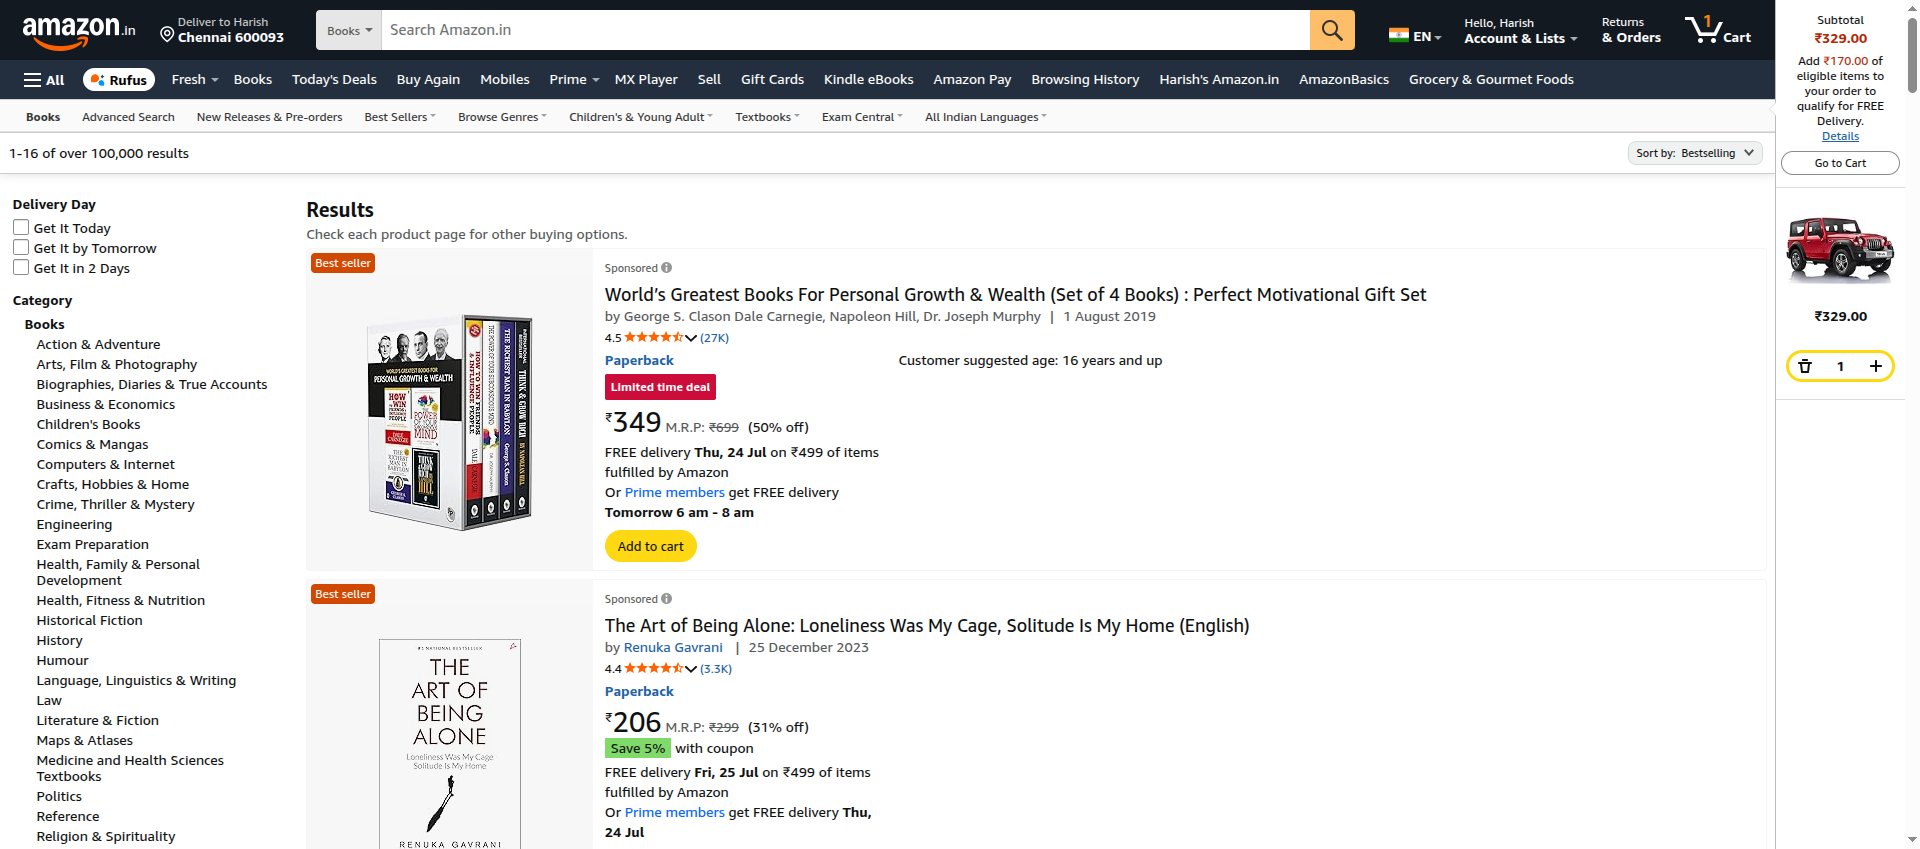 amazon.in
Deliver to Harish
Chennai 600093
Books
Search Amazon.in
EN
Hello, Harish
Account & Lists
Returns
& Orders
1
Cart
All
Rufus
Fresh
Books
Today's Deals
Buy Again
Mobiles
Prime
MX Player
Sell
Gift Cards
Kindle eBooks
Amazon Pay
Browsing History
Harish's Amazon.in
AmazonBasics
Grocery & Gourmet Foods
Books
Advanced Search
New Releases & Pre-orders
Best Sellers
Browse Genres
Children's & Young Adult
Textbooks
Exam Central
All Indian Languages
1-16 of over 100,000 results
Sort by: Bestselling
Delivery Day
Get It Today
Get It by Tomorrow
Get It in 2 Days
Category
Books
Action & Adventure
Arts, Film & Photography
Biographies, Diaries & True Accounts
Business & Economics
Children's Books
Comics & Mangas
Computers & Internet
Crafts, Hobbies & Home
Crime, Thriller & Mystery
Engineering
Exam Preparation
Health, Family & Personal
Development
Health, Fitness & Nutrition
Historical Fiction
History
Humour
Language, Linguistics & Writing
Law
Literature & Fiction
Maps & Atlases
Medicine and Health Sciences
Textbooks
Politics
Reference
Religion & Spirituality
Results
Check each product page for other buying options.
Best seller
WORLD'S GREATEST BOOKS FOR
PERSONAL GROWTH & WEALTH
HOW TO WIN FRIENDS
& INFLUENCE PEOPLE
THE POWER OF YOUR SUBCONSCIOUS MIND
THE RICHEST MAN IN BABYLON
George S. Clason
THINK & GROW RICH
BY NAPOLEON HILL
Sponsored
World's Greatest Books For Personal Growth & Wealth (Set of 4 Books) : Perfect Motivational Gift Set
by George S. Clason Dale Carnegie, Napoleon Hill, Dr. Joseph Murphy | 1 August 2019
4.5 (27K)
Paperback
Customer suggested age: 16 years and up
Limited time deal
₹349 M.R.P: ₹699 (50% off)
FREE delivery Thu, 24 Jul on ₹499 of items
fulfilled by Amazon
Or Prime members get FREE delivery
Tomorrow 6 am - 8 am
Add to cart
Best seller
#1 NATIONAL BESTSELLER
THE
ART OF
BEING
ALONE
Loneliness Was My Cage
Solitude Is My Home
RENUKA GAVRANI
Sponsored
The Art of Being Alone: Loneliness Was My Cage, Solitude Is My Home (English)
by Renuka Gavrani | 25 December 2023
4.4 (3.3K)
Paperback
₹206 M.R.P: ₹299 (31% off)
Save 5% with coupon
FREE delivery Fri, 25 Jul on ₹499 of items
fulfilled by Amazon
Or Prime members get FREE delivery Thu,
24 Jul
Subtotal
₹329.00
Add ₹170.00 of
eligible items to
your order to
qualify for FREE
Delivery.
Details
Go to Cart
₹329.00
1